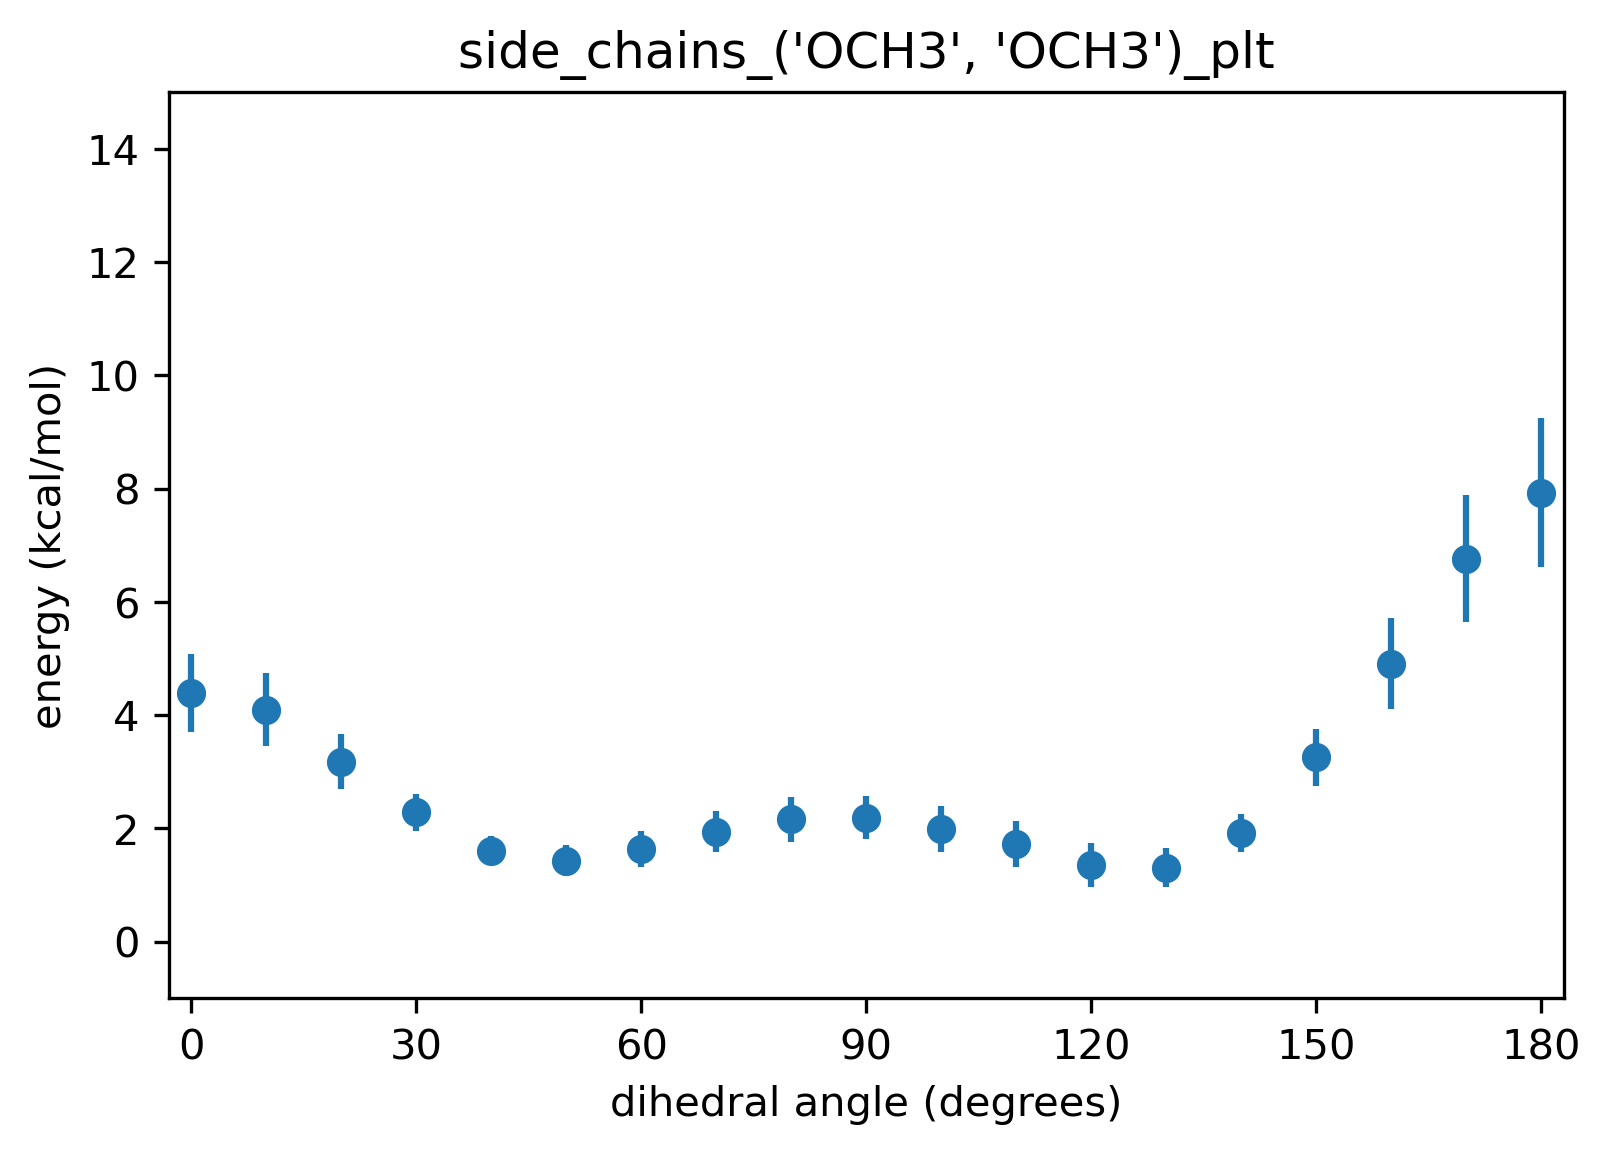 side_chains_('OCH3', 'OCH3')_plt
14
12
10
8
6
4
2
0
energy (kcal/mol)
0 30 60 90 120 150 180
dihedral angle (degrees)